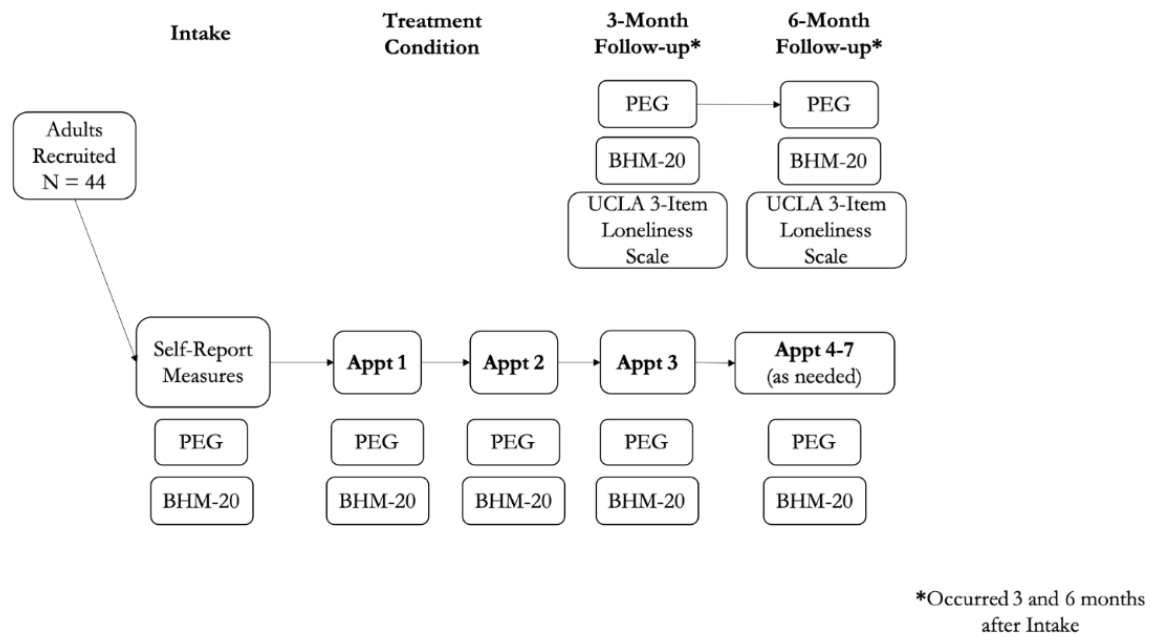 Intake
Treatment
Condition
3-Month
Follow-up*
6-Month
Follow-up*
PEG
PEG
Adults
Recruited
N = 44
BHM-20
BHM-20
UCLA 3-Item
Loneliness
Scale
UCLA 3-Item
Loneliness
Scale
Self-Report
Measures
Appt 1
Appt 2
Appt 3
Appt 4-7
(as needed)
PEG
PEG
PEG
PEG
PEG
BHM-20
BHM-20
BHM-20
BHM-20
BHM-20
*Occurred 3 and 6 months
after Intake